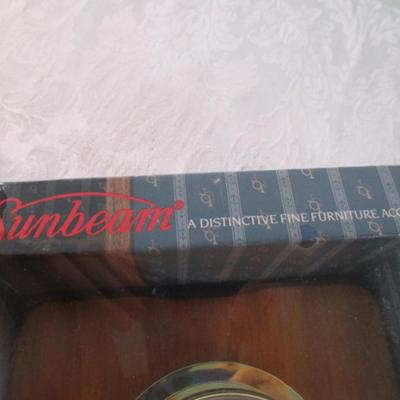 Sunbeam®
A DISTINCTIVE FINE FURNITURE ACC